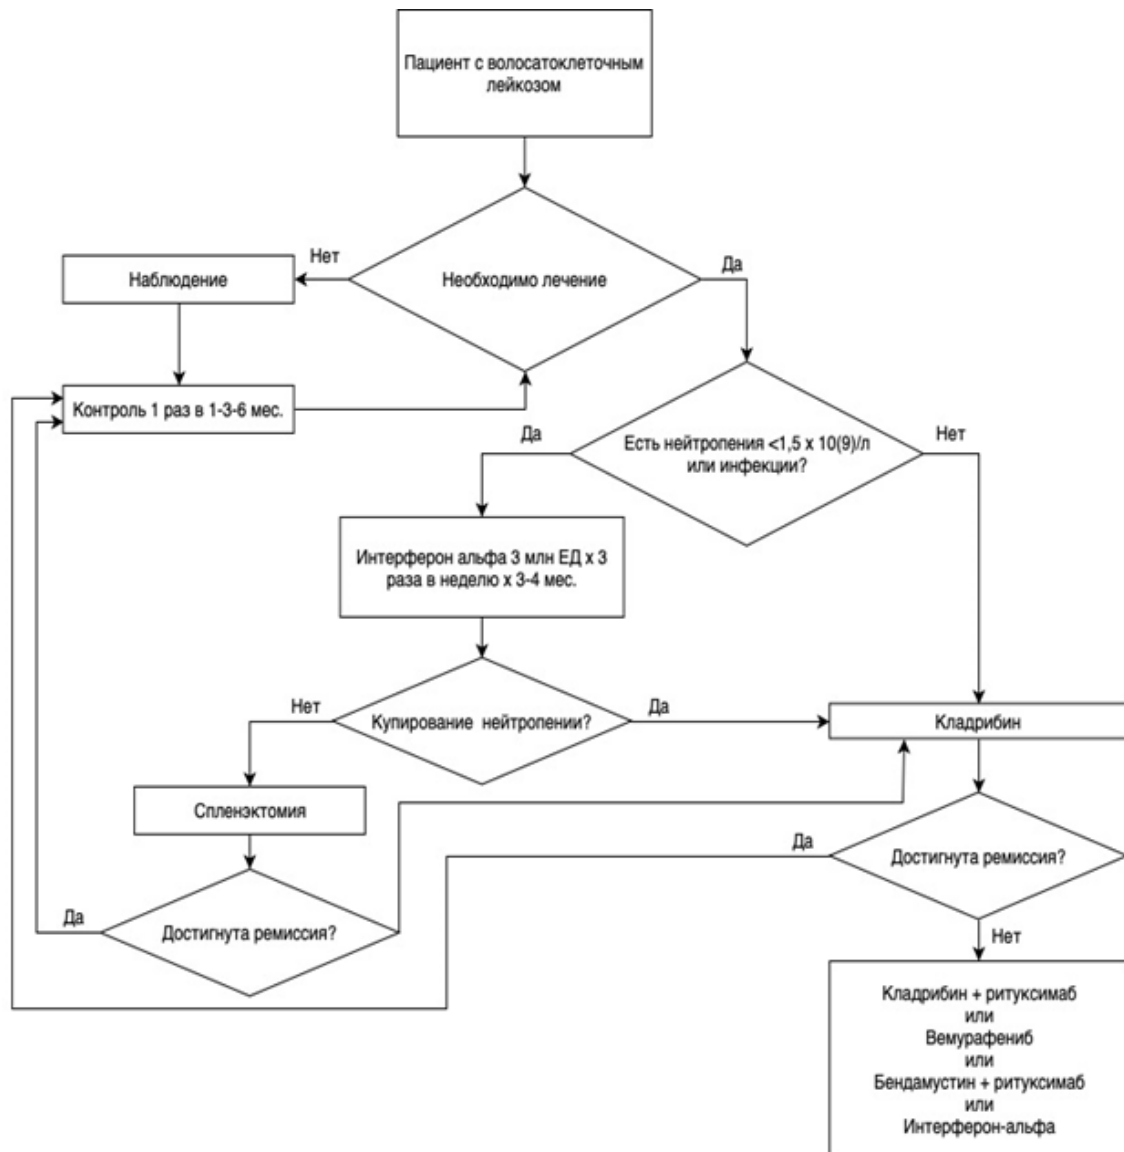 Пациент с волосатоклеточным
лейкозом
Необходимо лечение
Нет
Да
Наблюдение
Контроль 1 раз в 1-3-6 мес.
Есть нейтропения <1,5 x 10(9)/л
или инфекции?
Да
Нет
Интерферон альфа 3 млн ЕД x 3
раза в неделю x 3-4 мес.
Купирование нейтропении?
Нет
Да
Кладрибин
Спленэктомия
Достигнута ремиссия?
Да
Достигнута ремиссия?
Да
Нет
Кладрибин + ритуксимаб
или
Вемурафениб
или
Бендамустин + ритуксимаб
или
Интерферон-альфа